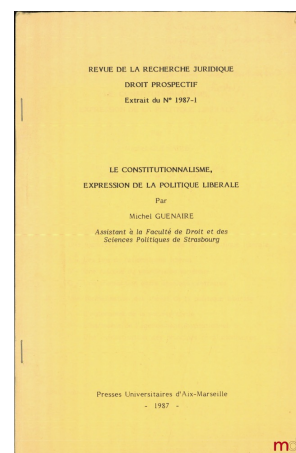 REVUE DE LA RECHERCHE JURIDIQUE
DROIT PROSPECTIF
Extrait du N° 1987-1
LE CONSTITUTIONNALISME,
EXPRESSION DE LA POLITIQUE LIBERALE
Par
Michel GUENAIRE
Assistant à la Faculté de Droit et des
Sciences Politiques de Strasbourg
Presses Universitaires d'Aix-Marseille
- 1987 -